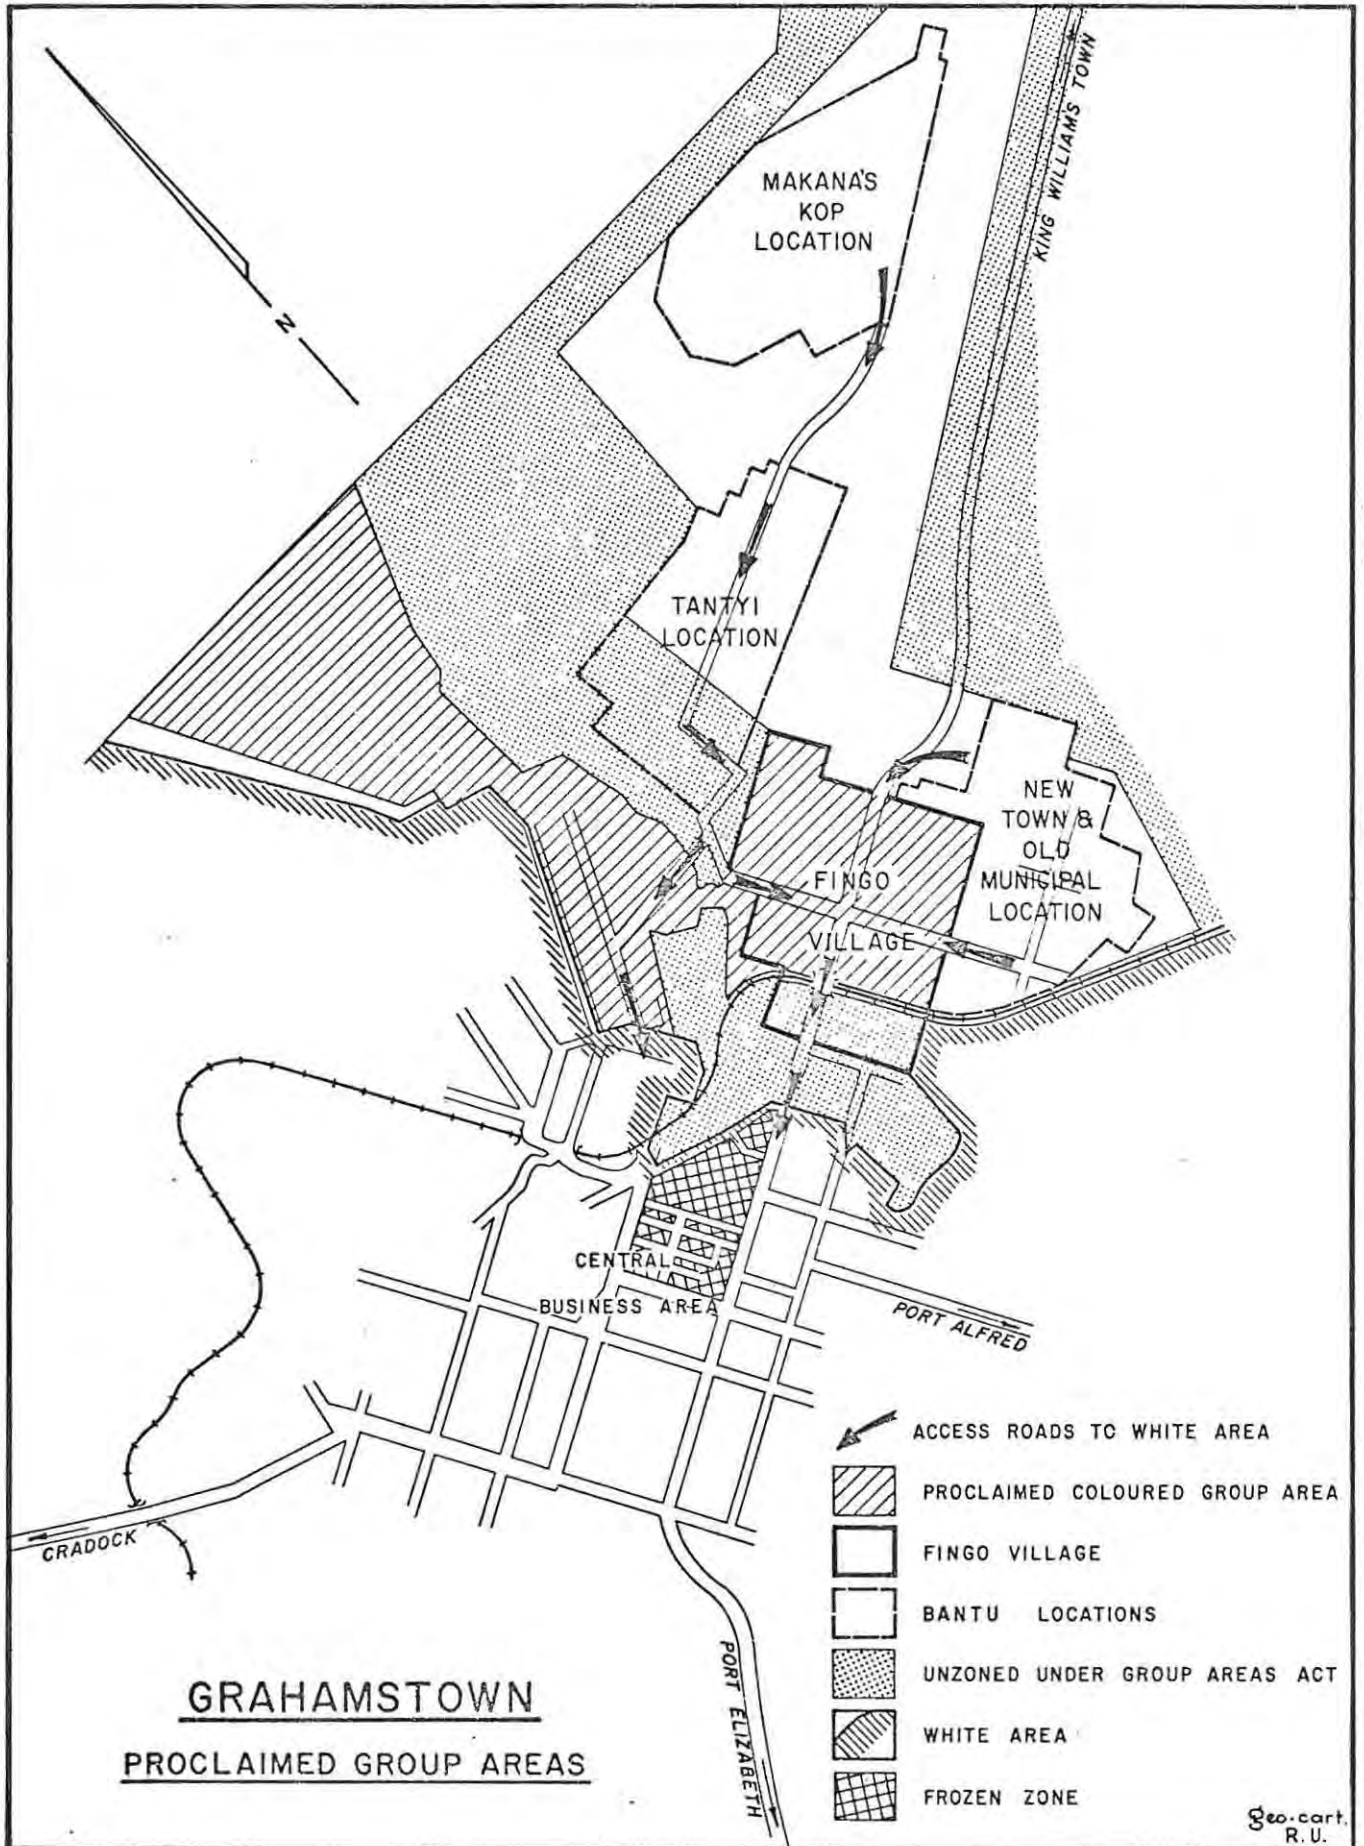 KING WILLIAM'S TOWN
MAKANA'S
KOP
LOCATION
N
TANTYI
LOCATION
NEW
TOWN &
OLD
MUNICIPAL
LOCATION
FINGO
VILLAGE
CENTRAL
BUSINESS AREA
PORT ALFRED
CRADOCK
PORT ELIZABETH
ACCESS ROADS TO WHITE AREA
PROCLAIMED COLOURED GROUP AREA
FINGO VILLAGE
BANTU LOCATIONS
UNZONED UNDER GROUP AREAS ACT
WHITE AREA
FROZEN ZONE
GRAHAMSTOWN
PROCLAIMED GROUP AREAS
geo-cart.
R.U.